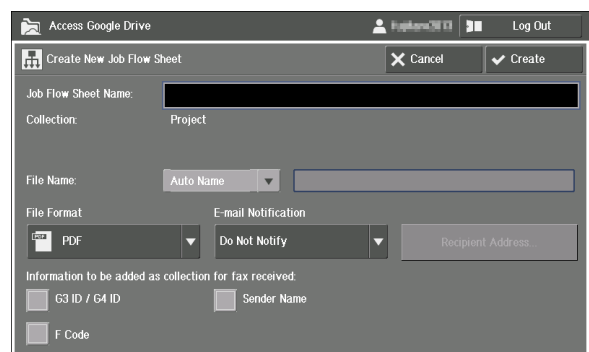 Access Google Drive
Log Out
Create New Job Flow Sheet
Cancel
Create
Job Flow Sheet Name:
Collection: Project
File Name: Auto Name
File Format E-mail Notification
PDF PDF Do Not Notify Recipient Address...
Information to be added as collection for fax received:
G3 ID / G4 ID Sender Name
F Code